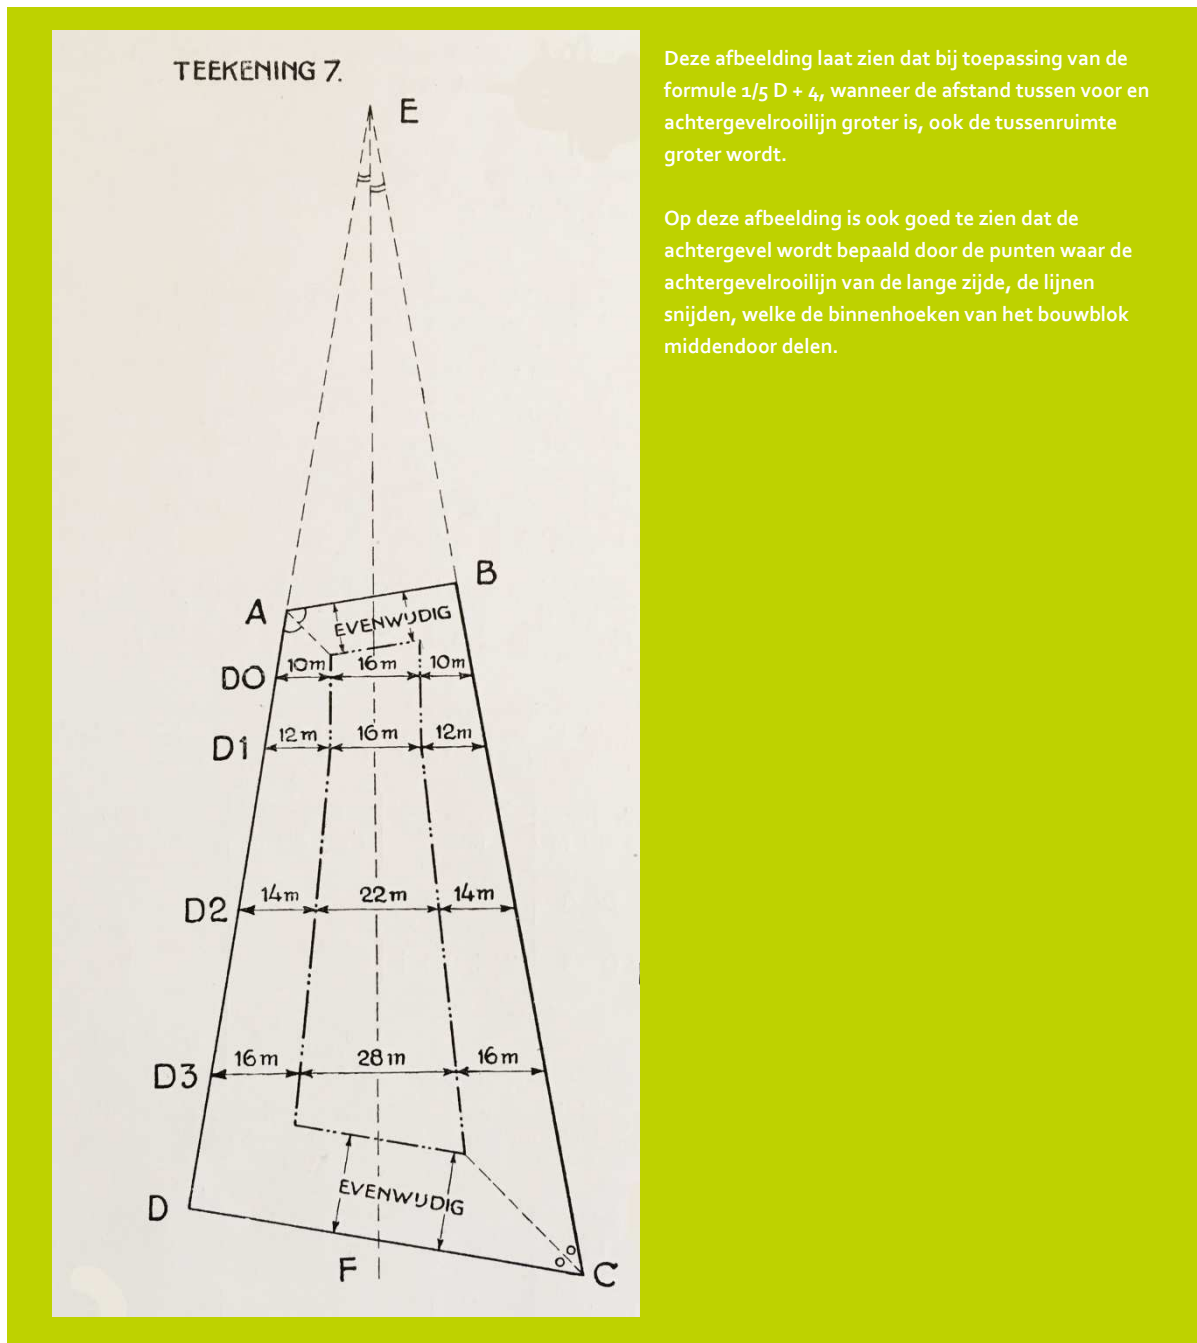 TEEKENING 7.
E
B
A
EVENWIJDIG
10m 16m 10m
D0
12m 16m 12m
D1
14m 22m 14m
D2
16m 28m 16m
D3
D
EVENWIJDIG
F
C
Deze afbeelding laat zien dat bij toepassing van de
formule 1/5 D + 4, wanneer de afstand tussen voor en
achtergevelrooilijn groter is, ook de tussenruimte
groter wordt.
Op deze afbeelding is ook goed te zien dat de
achtergevel wordt bepaald door de punten waar de
achtergevelrooilijn van de lange zijde, de lijnen
snijden, welke de binnenhoeken van het bouwblok
middendoor delen.